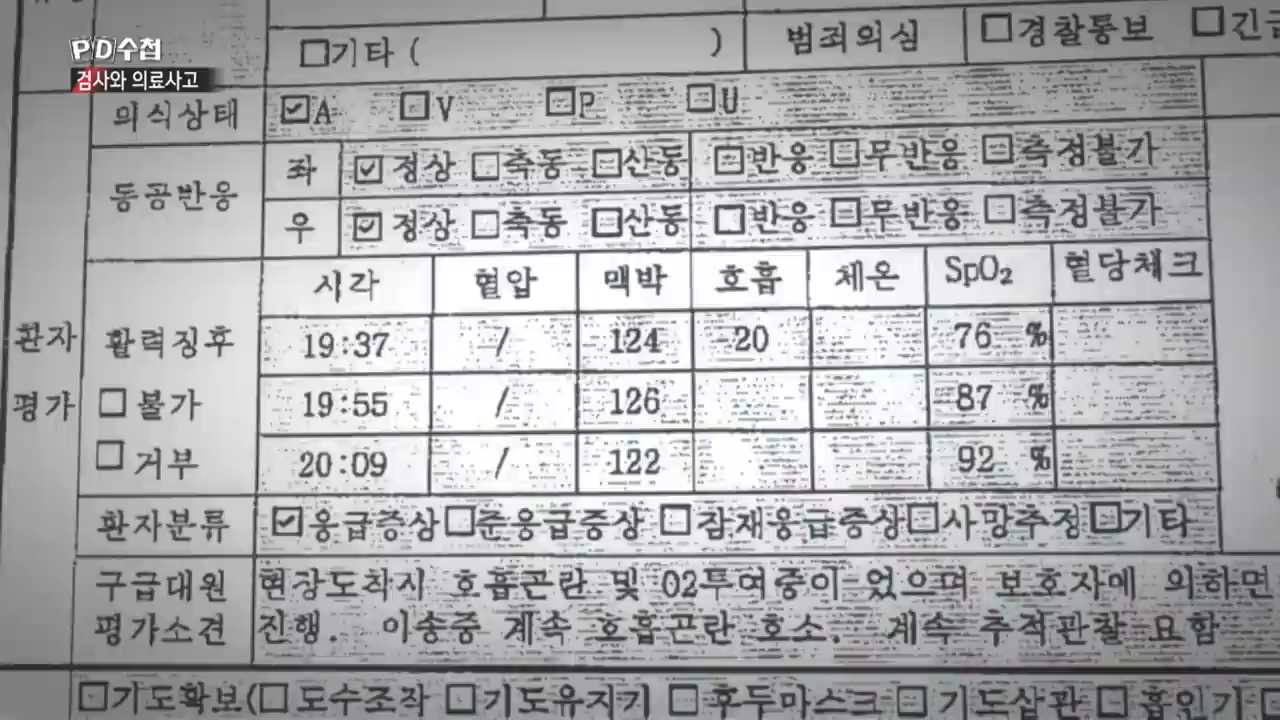 PD수첩
검사와 의료사고
□기타 ( ) 범죄의심 □경찰통보 □긴급
의식상태 ☑A □V □P □U
동공반응 좌 ☑정상 □축동 □산동 □반응 □무반응 □측정불가
우 ☑정상 □축동 □산동 □반응 □무반응 □측정불가
시각 혈압 맥박 호흡 체온 SpO₂ 혈당체크
환자 활력징후 19:37 / 124 20 76 %
평가 □ 불가 19:55 / 126 87 %
□ 거부 20:09 / 122 92 %
환자분류 ☑응급증상 □준응급증상 □잠재응급증상 □사망추정 □기타
구급대원 현장도착시 호흡곤란 및 O2투여중이었으며 보호자에 의하면
평가소견 진행. 이송중 계속 호흡곤란 호소. 계속 추적관찰 요함
□기도확보(□도수조작 □기도유지기 □후두마스크 □기도삽관 □흡인기